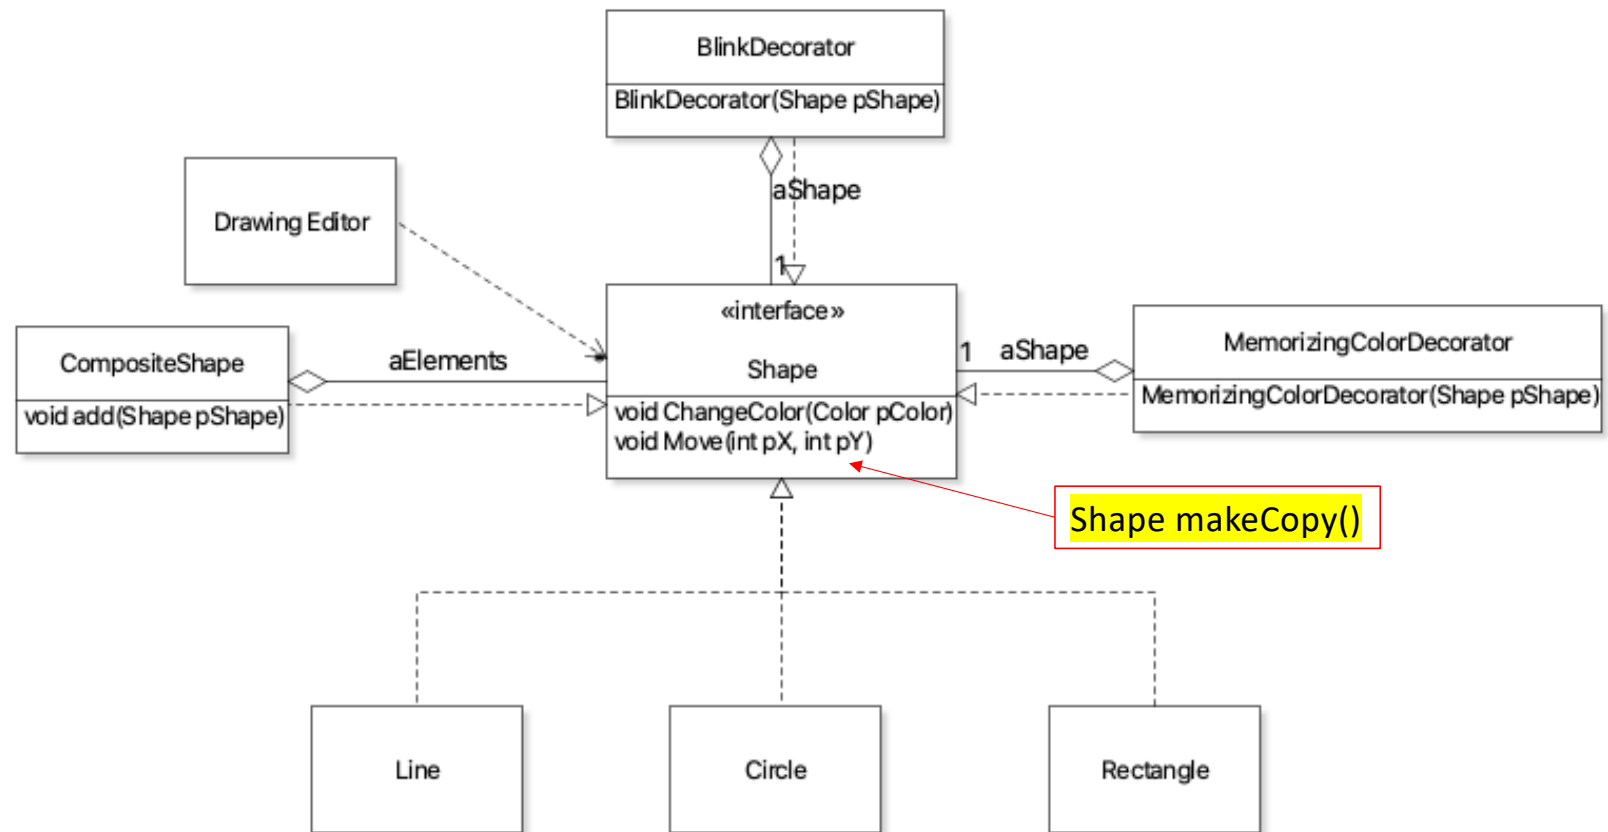 BlinkDecorator
BlinkDecorator(Shape pShape)
aShape
1
Drawing Editor
«interface»
Shape
void ChangeColor(Color pColor)
void Move(int pX, int pY)
CompositeShape
void add(Shape pShape)
aElements
1
aShape
MemorizingColorDecorator
MemorizingColorDecorator(Shape pShape)
Shape makeCopy()
Line
Circle
Rectangle